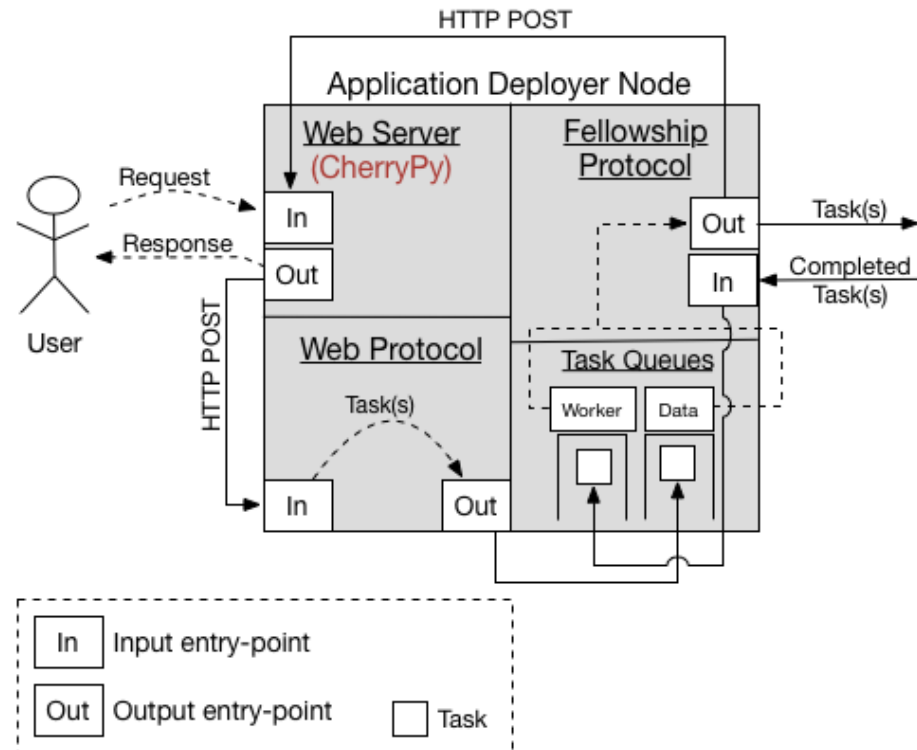 HTTP POST
Application Deployer Node
Web Server
(CherryPy)
Fellowship
Protocol
Request
In
Response
Out
User
HTTP POST
Out
Task(s)
In
Completed
Task(s)
Web Protocol
Task(s)
In
Out
Task Queues
Worker
Data
In
Input entry-point
Out
Output entry-point
Task